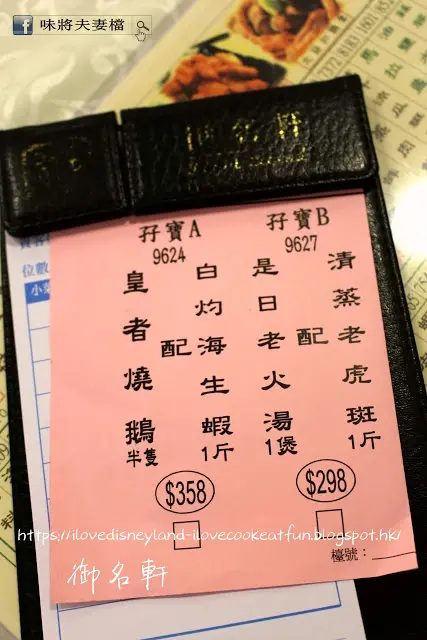 味將夫妻檔
孖寶A
9624
皇者燒鵝
半隻
配
白灼海生蝦
1斤
$358
孖寶B
9627
是日老火湯
1煲
配
清蒸老虎斑
1斤
$298
https://ilovedisneyland-ilovecookeatfun.blogspot.hk/
檯號：
御名軒
位數